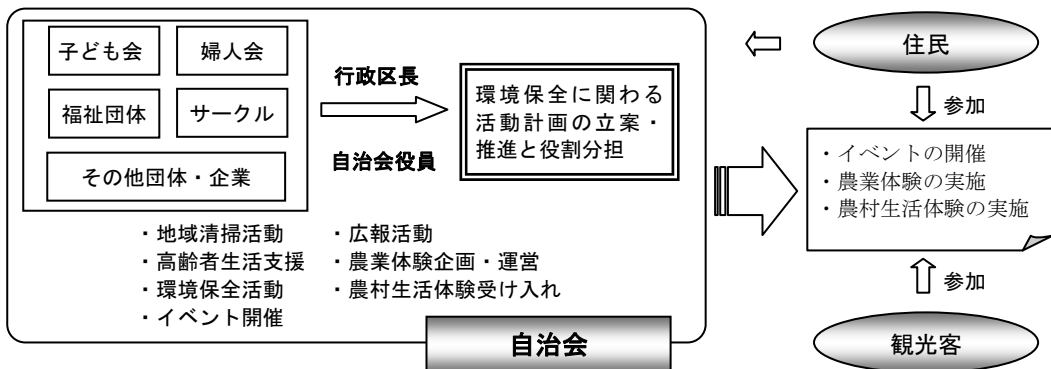 子ども会
婦人会
福祉団体
サークル
その他団体・企業
行政区長
自治会役員
環境保全に関わる
活動計画の立案・
推進と役割分担
・地域清掃活動
・高齢者生活支援
・環境保全活動
・イベント開催
・広報活動
・農業体験企画・運営
・農村生活体験受け入れ
自治会
住民
参加
・イベントの開催
・農業体験の実施
・農村生活体験の実施
参加
観光客